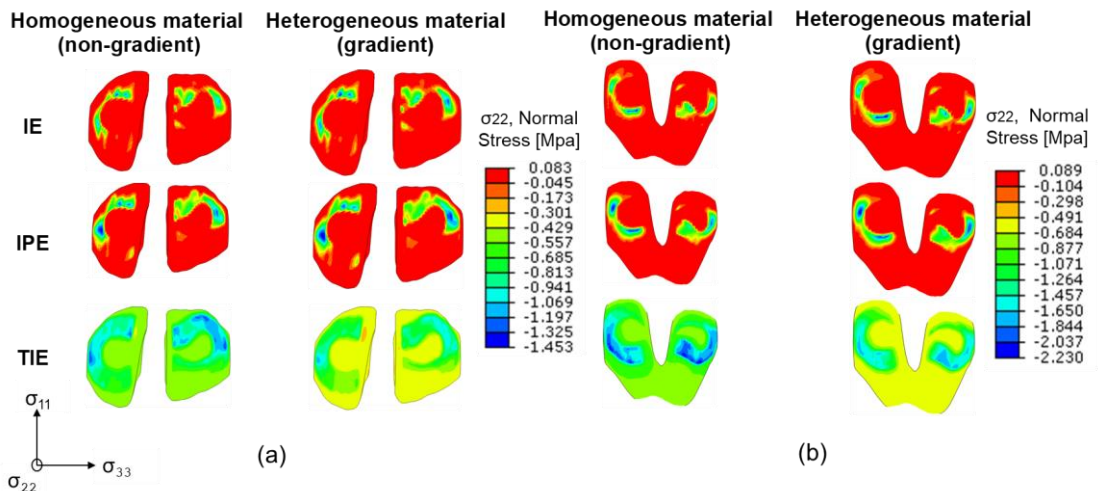 Homogeneous material
(non-gradient)
Heterogeneous material
(gradient)
Homogeneous material
(non-gradient)
Heterogeneous material
(gradient)
IE
IPE
TIE
σ22, Normal
Stress [Mpa]
0.083
-0.045
-0.173
-0.301
-0.429
-0.557
-0.685
-0.813
-0.941
-1.069
-1.197
-1.325
-1.453
σ22, Normal
Stress [Mpa]
0.089
-0.104
-0.298
-0.491
-0.684
-0.877
-1.071
-1.264
-1.457
-1.650
-1.844
-2.037
-2.230
σ11
σ33
σ22
(a)
(b)